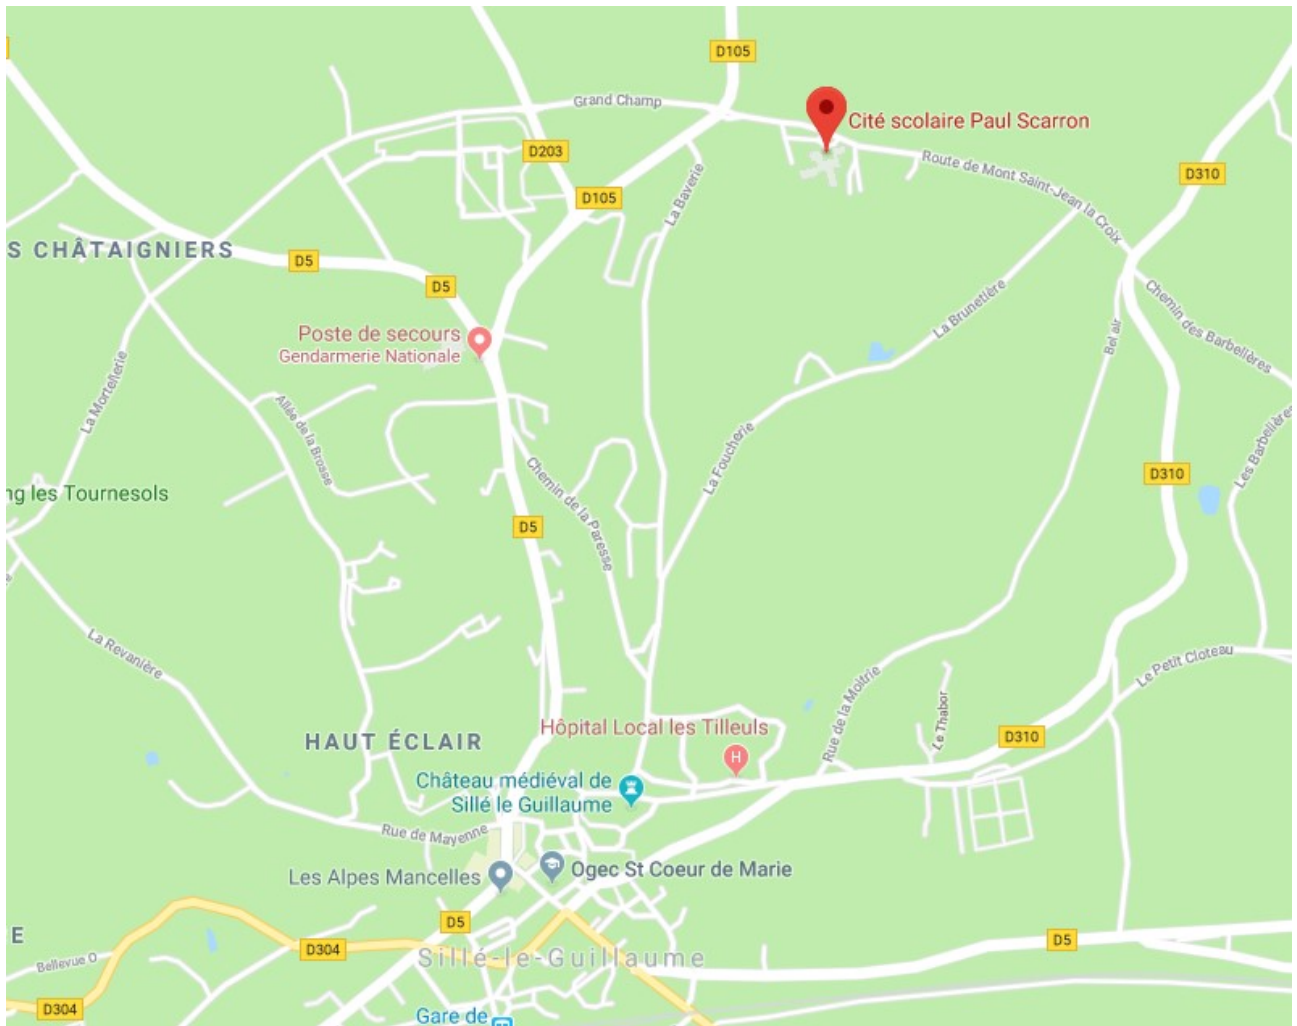 D105
Grand Champ
Cité scolaire Paul Scarron
D203
Route de Mont Saint-Jean la Croix
D310
D105
La Baverie
S CHÂTAIGNIERS
D5
D5
Chemin des Barbelières
La Brunetière
Bel air
Poste de secours
Gendarmerie Nationale
La Mortellerie
Allée de la Brosse
Les Barbelières
La Foucherie
Chemin de la Paresse
D310
ng les Tournesols
D5
La Revanière
Le Petit Cloteau
Rue de la Moitrie
Le Thabor
Hôpital Local les Tilleuls
H
D310
HAUT ÉCLAIR
Château médiéval de
Sillé le Guillaume
Rue de Mayenne
Les Alpes Mancelles
Ogec St Coeur de Marie
D5
E
D304
D5
Sillé-le-Guillaume
Bellevue O
D304
Gare de